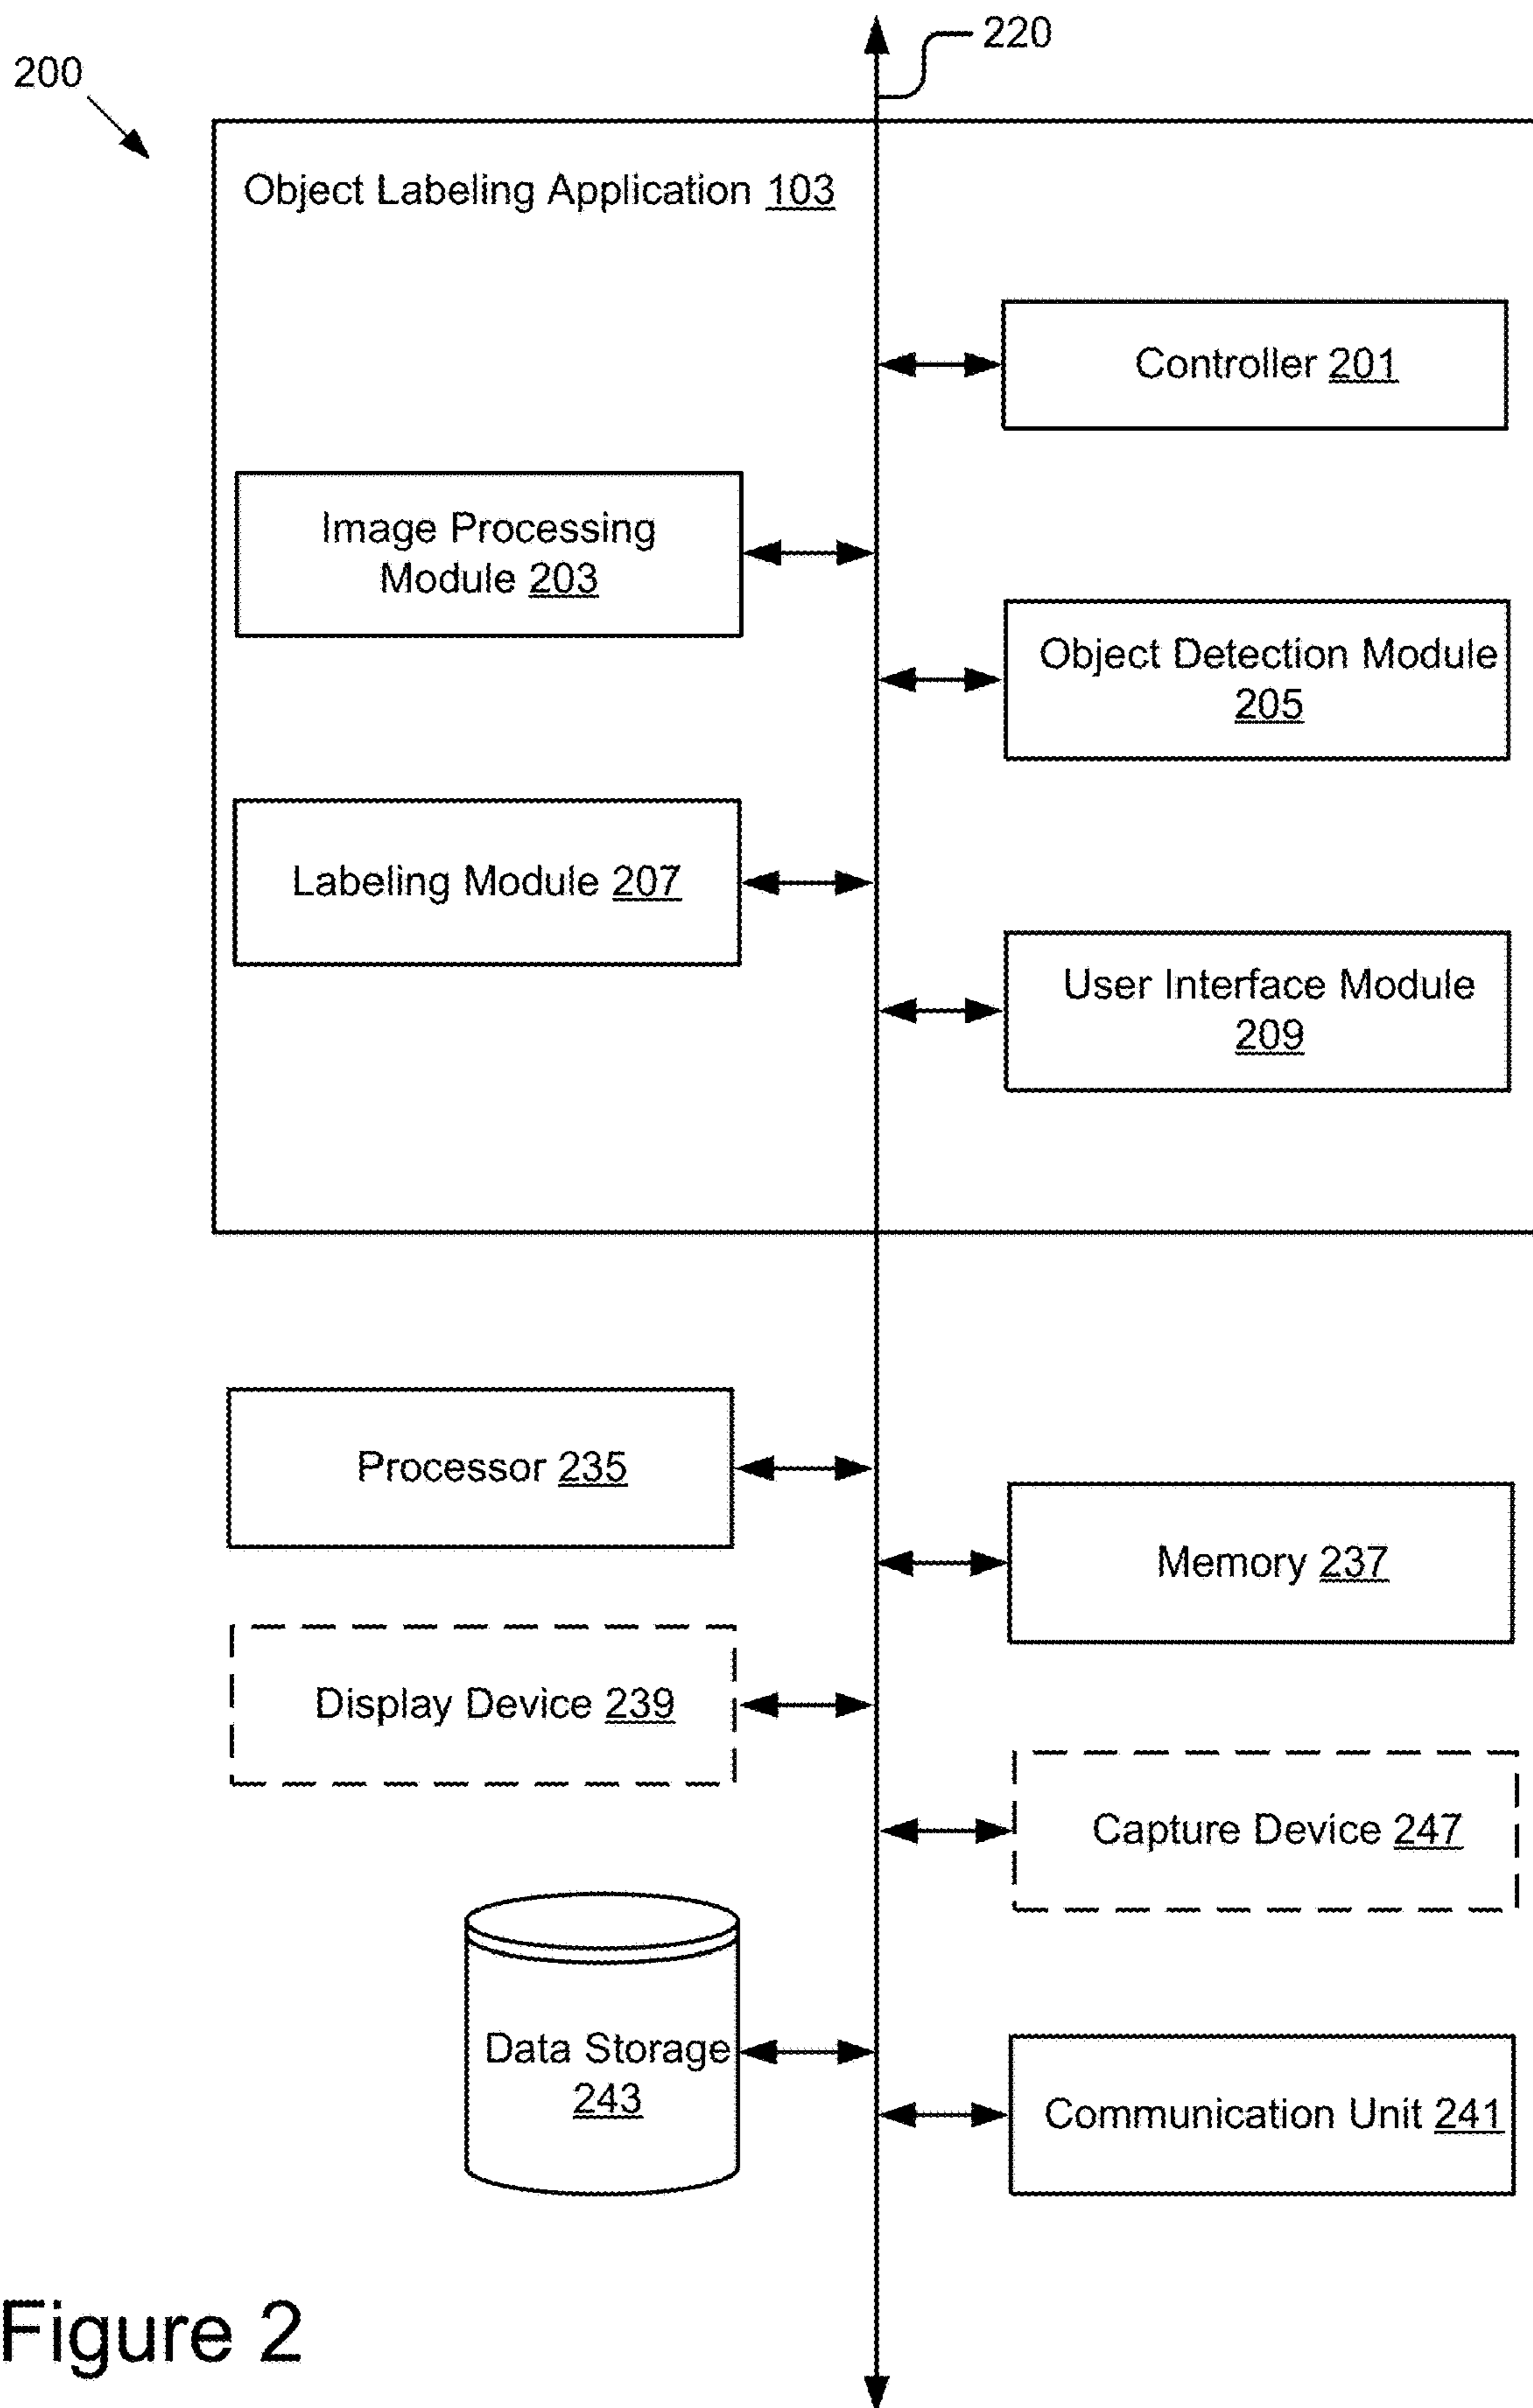 220
200
Object Labeling Application 103
Controller 201
Image Processing
Module 203
Object Detection Module
205
Labeling Module 207
User Interface Module
209
Processor 235
Memory 237
Display Device 239
Capture Device 247
Data Storage
243
Communication Unit 241
Figure 2